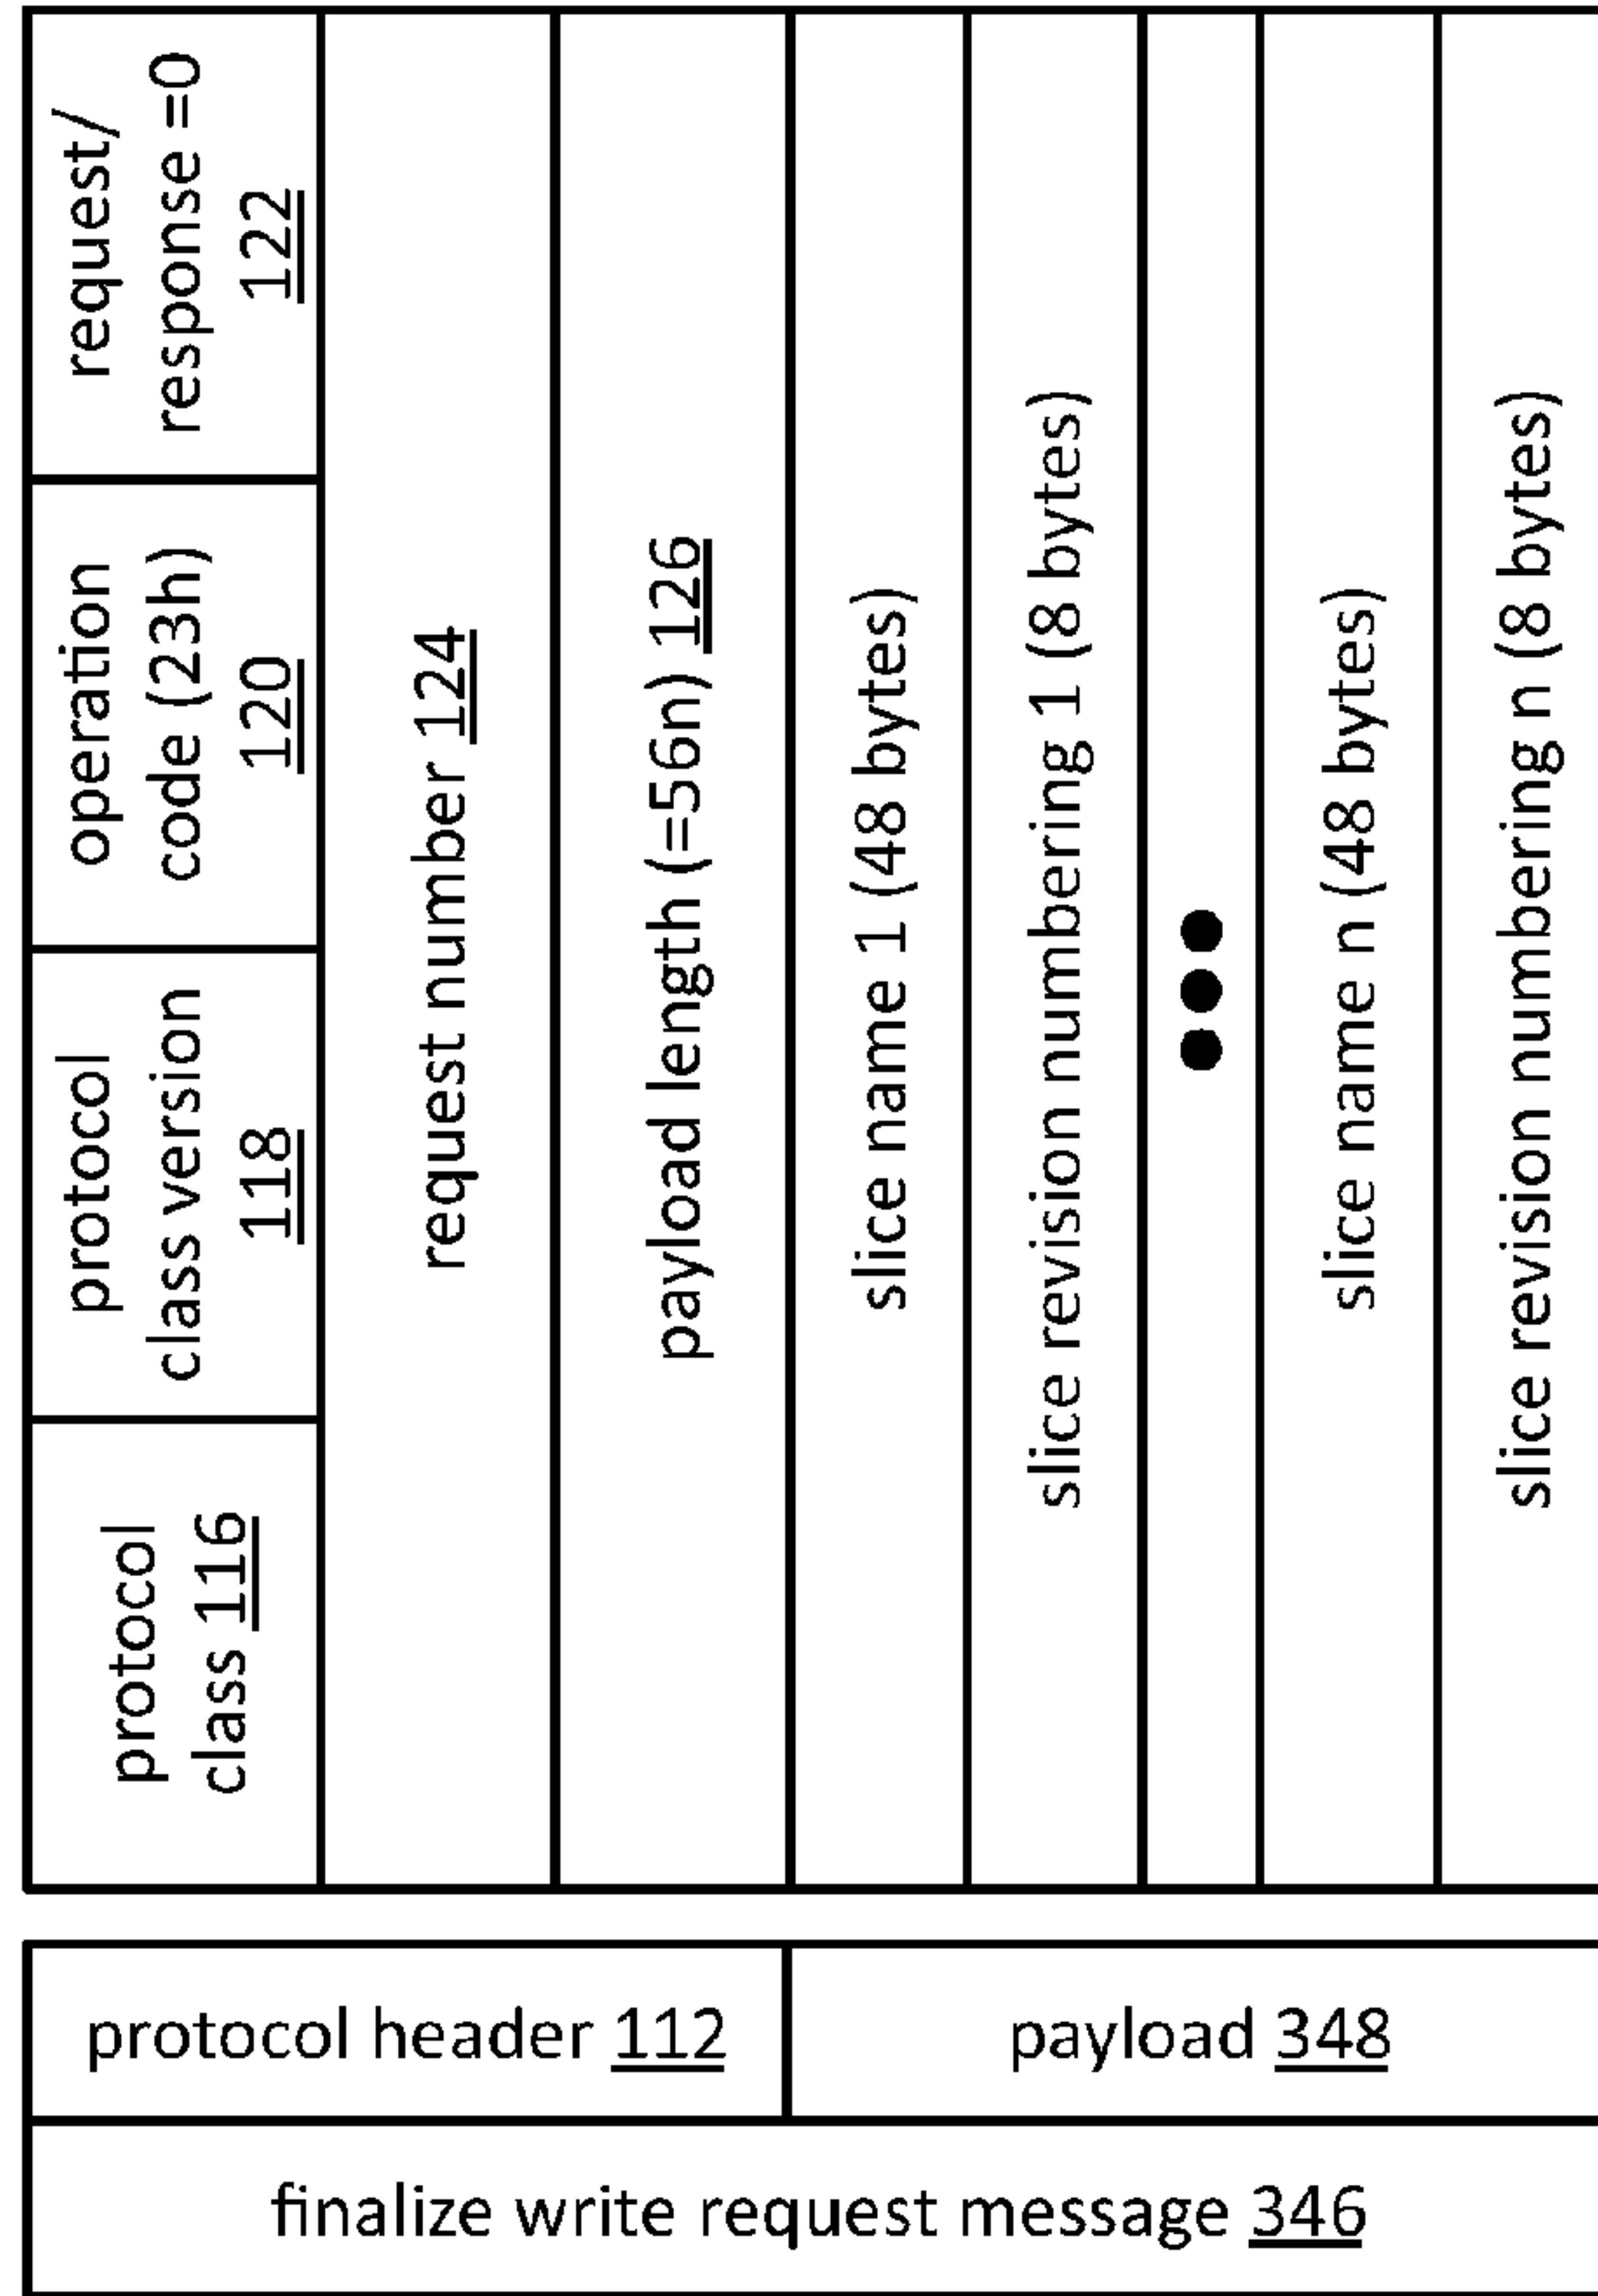 protocol
class 116
protocol
class version
118
operation
code (23h)
120
request/
response =0
122
request number 124
payload length (=56n) 126
slice name 1 (48 bytes)
slice revision numbering 1 (8 bytes)
slice name n (48 bytes)
slice revision numbering n (8 bytes)
protocol header 112
payload 348
finalize write request message 346